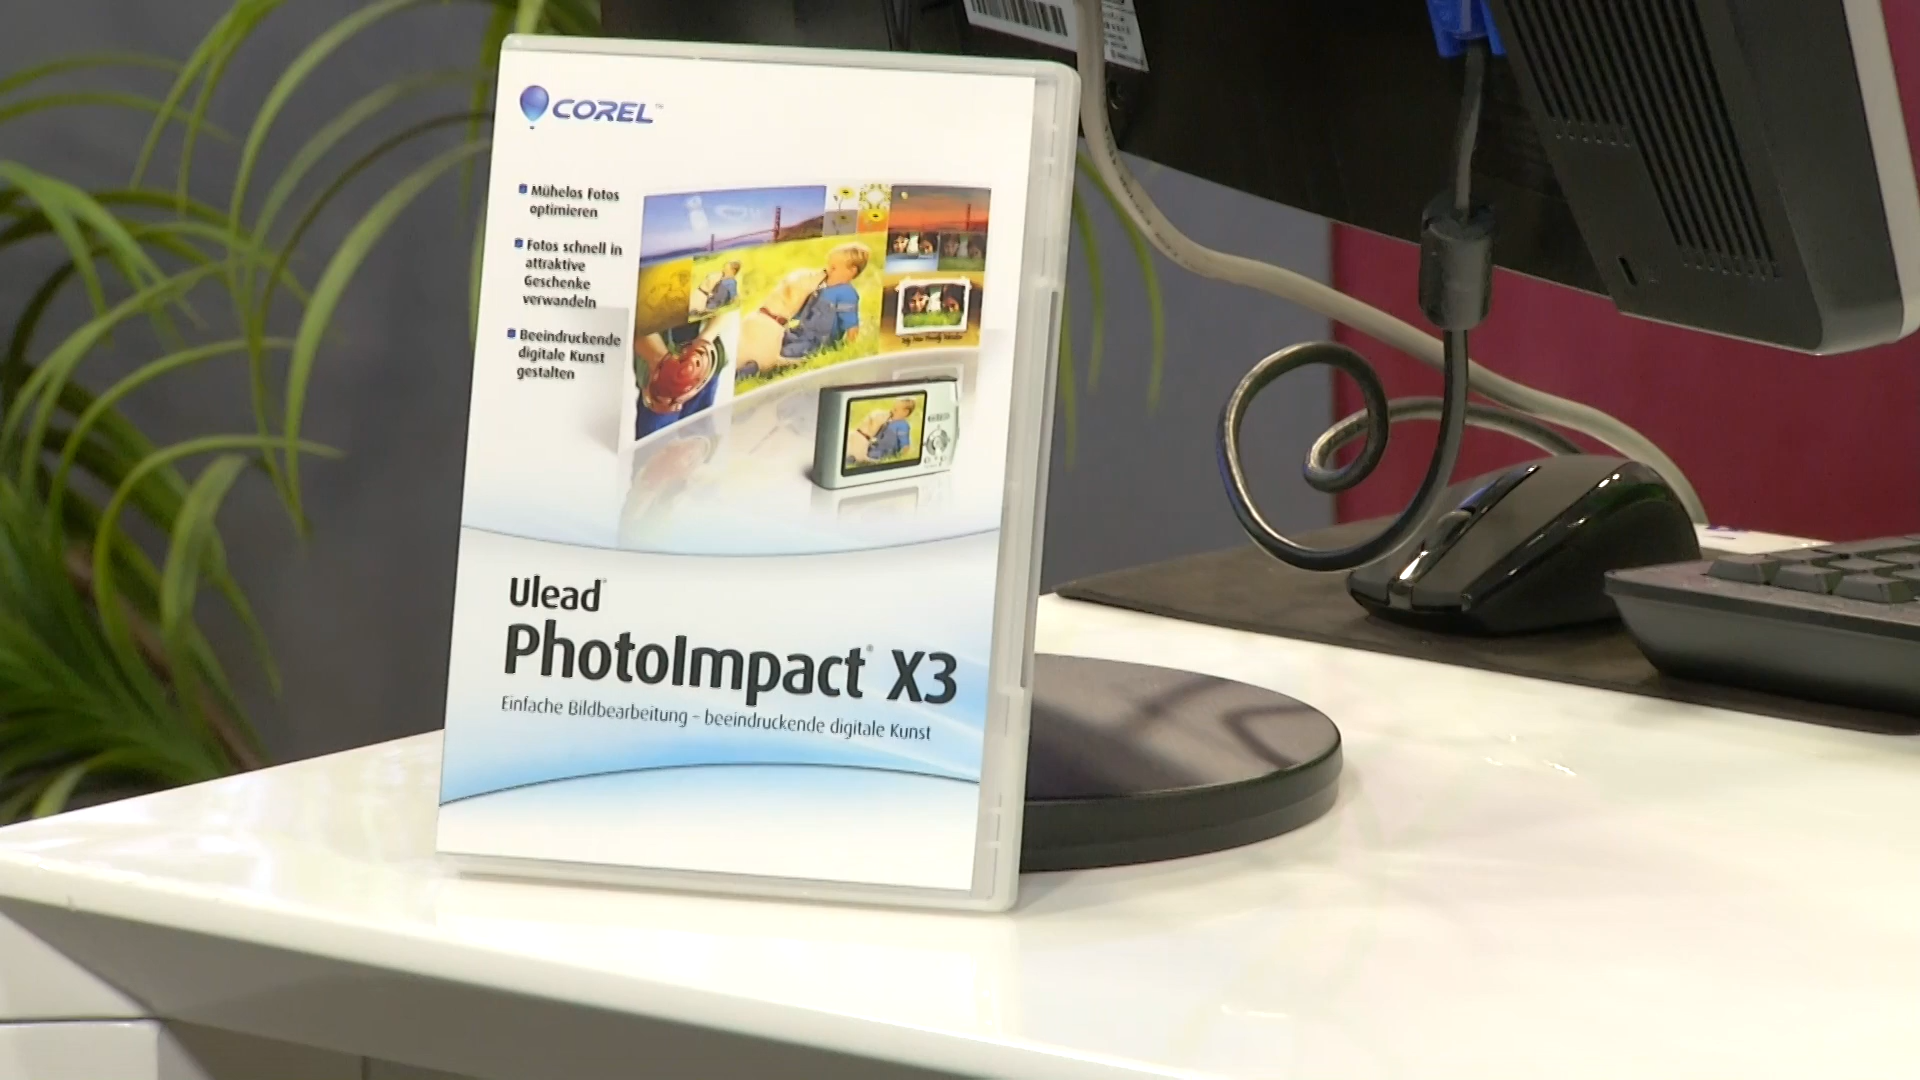 COREL™
Mühelos Fotos
optimieren
Fotos schnell in
attraktive
Geschenke
verwandeln
Beeindruckende
digitale Kunst
gestalten
Ulead®
PhotoImpact® X3
Einfache Bildbearbeitung – beeindruckende digitale Kunst